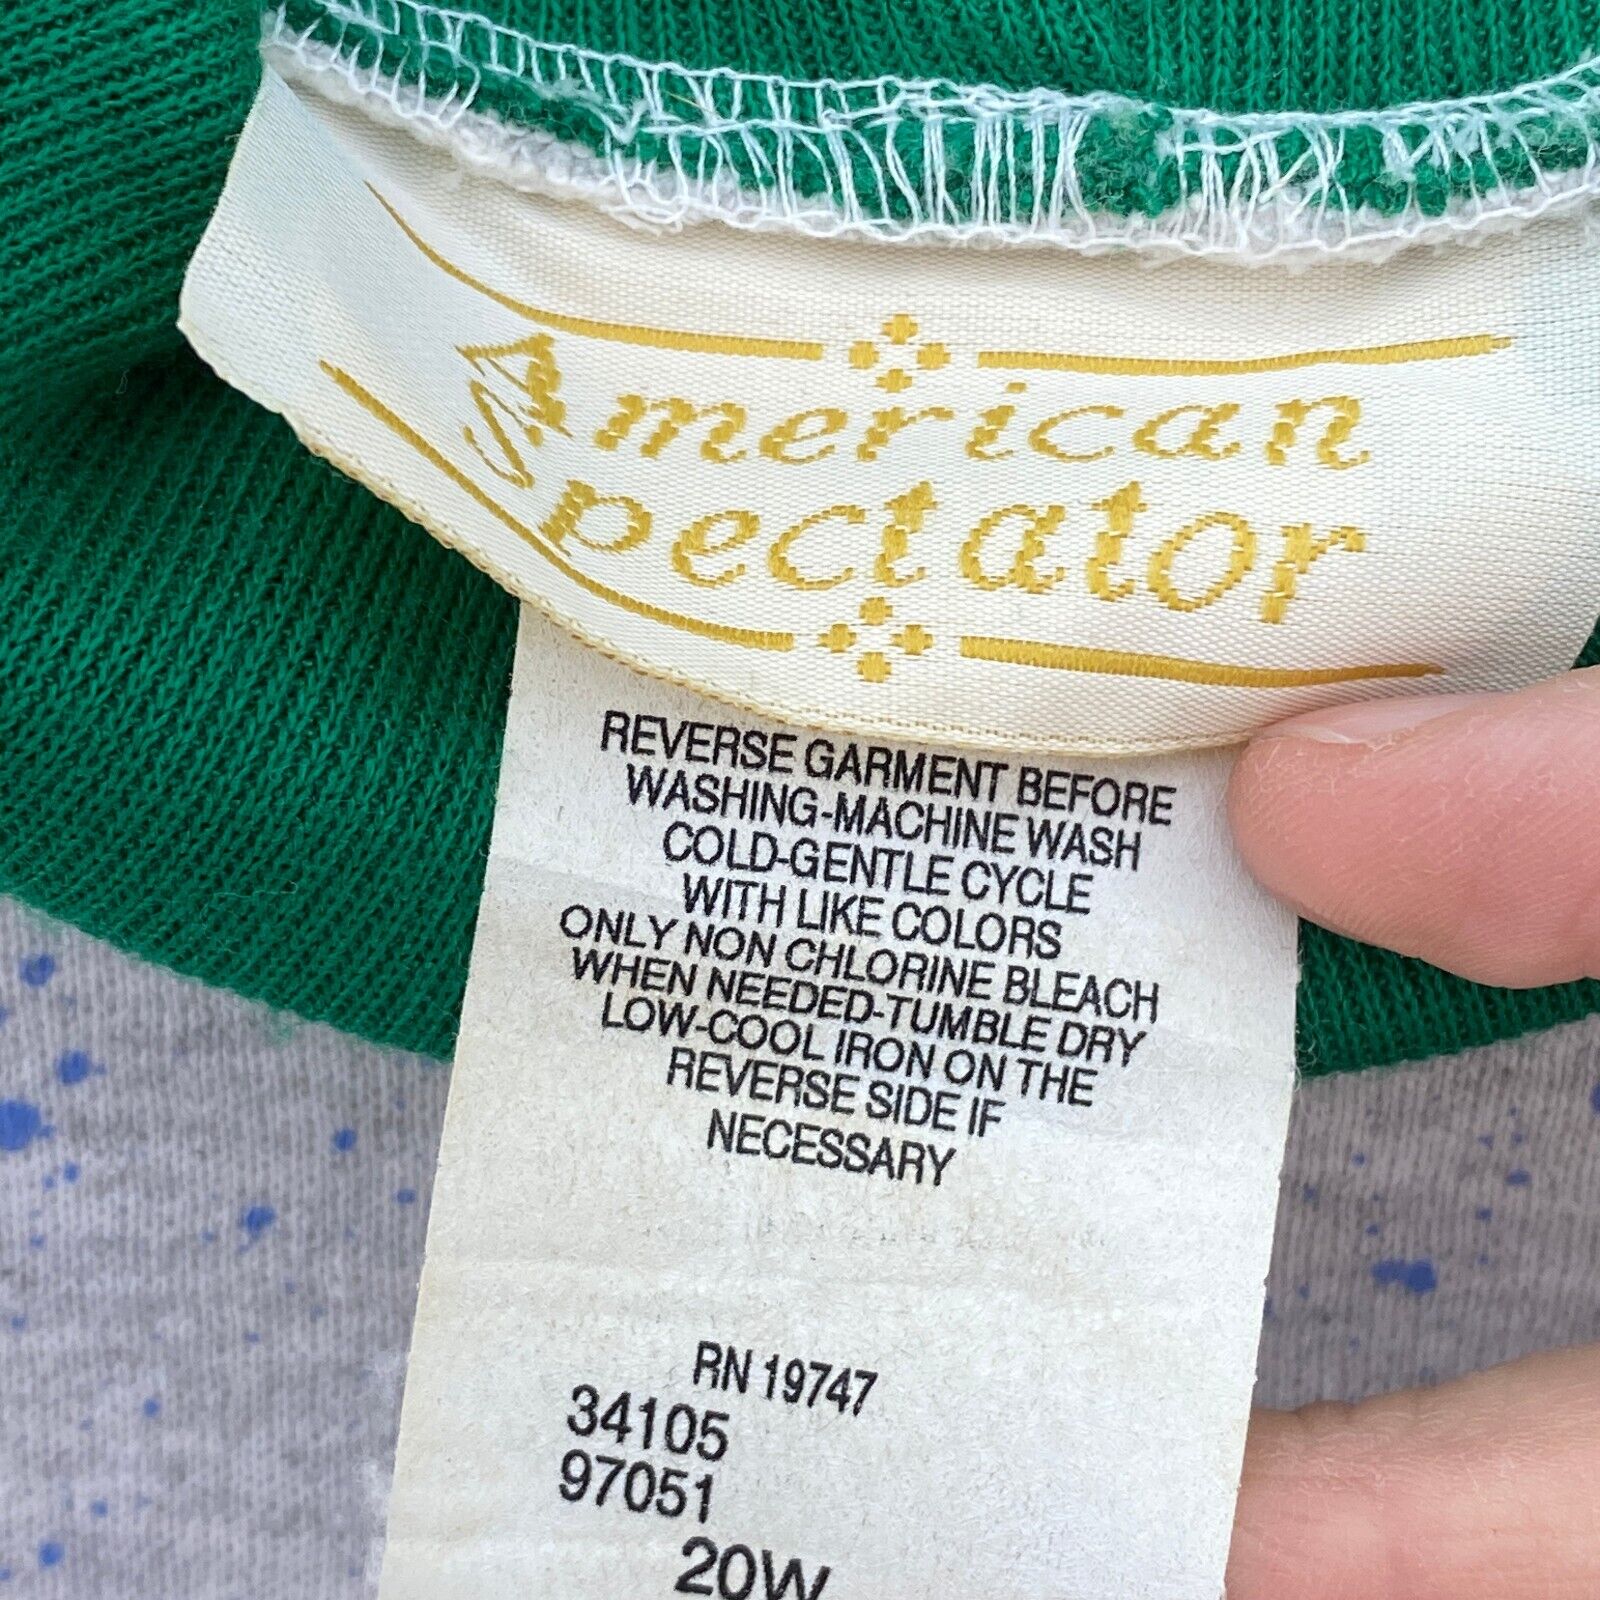 American
Spectator
REVERSE GARMENT BEFORE
WASHING-MACHINE WASH
COLD-GENTLE CYCLE
WITH LIKE COLORS
ONLY NON CHLORINE BLEACH
WHEN NEEDED-TUMBLE DRY
LOW-COOL IRON ON THE
REVERSE SIDE IF
NECESSARY
RN 19747
34105
97051
20W